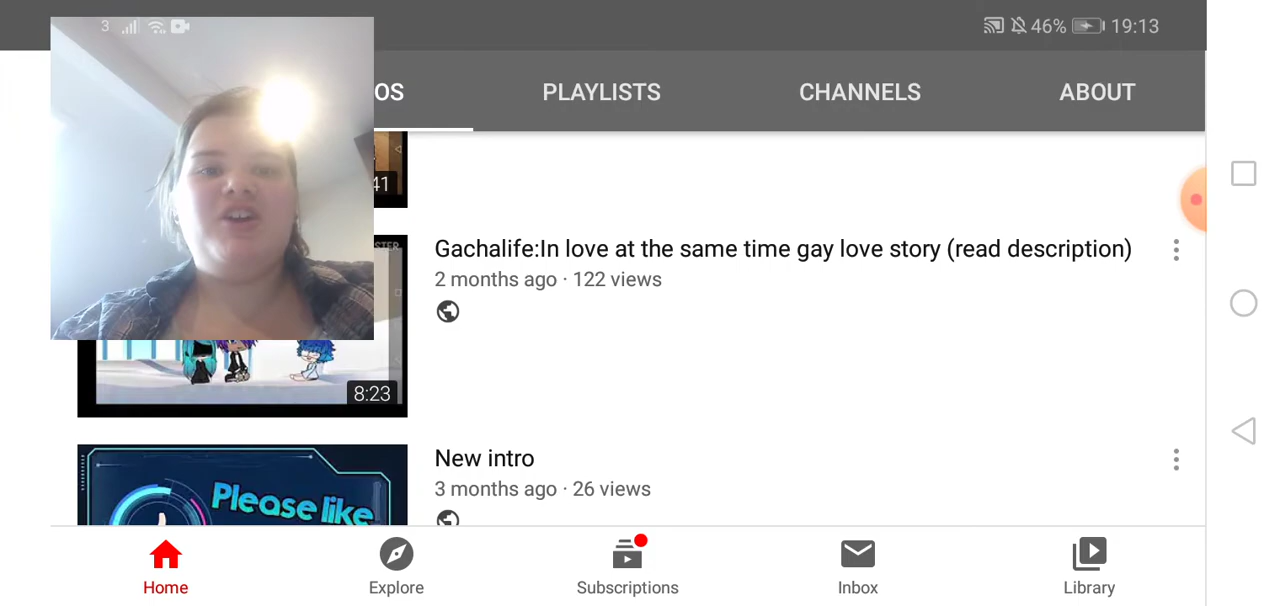 3 46% 19:13
OS PLAYLISTS CHANNELS ABOUT
41
STER
Gachalife:In love at the same time gay love story (read description)
2 months ago · 122 views
8:23
New intro
3 months ago · 26 views
Please like
Home Explore Subscriptions Inbox Library